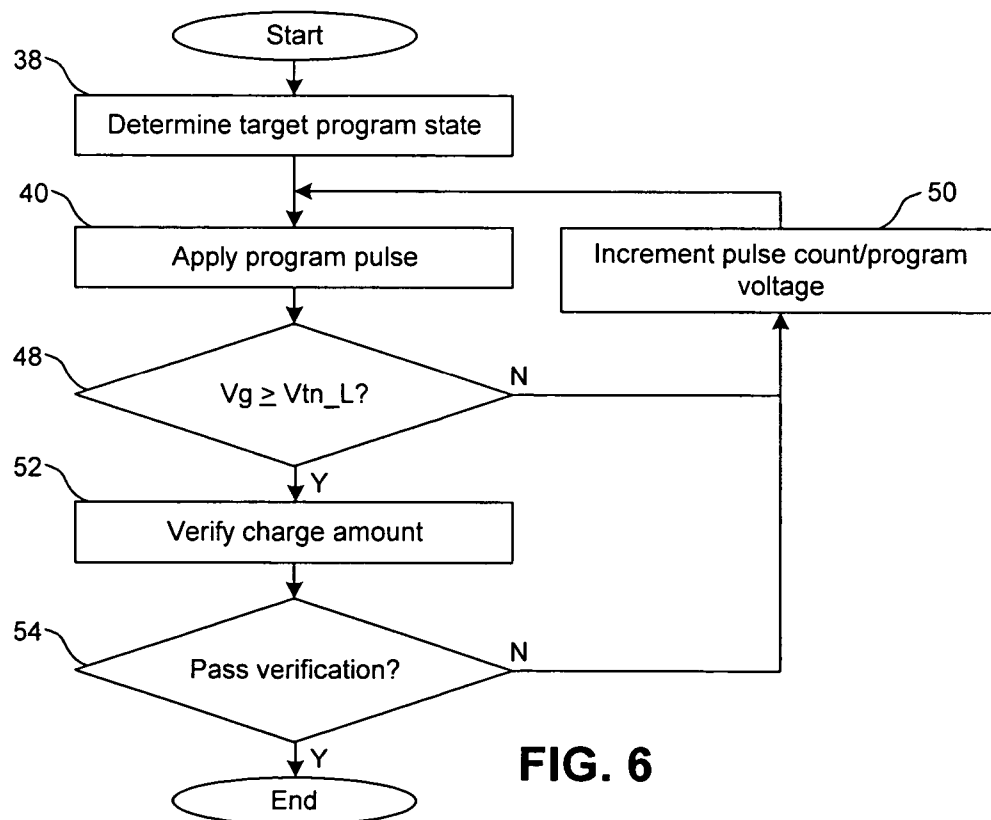 Start
38
Determine target program state
40
Apply program pulse
50
Increment pulse count/program
voltage
48
Vg ≥ Vtn_L?
N
Y
52
Verify charge amount
54
Pass verification?
N
Y
End
FIG. 6